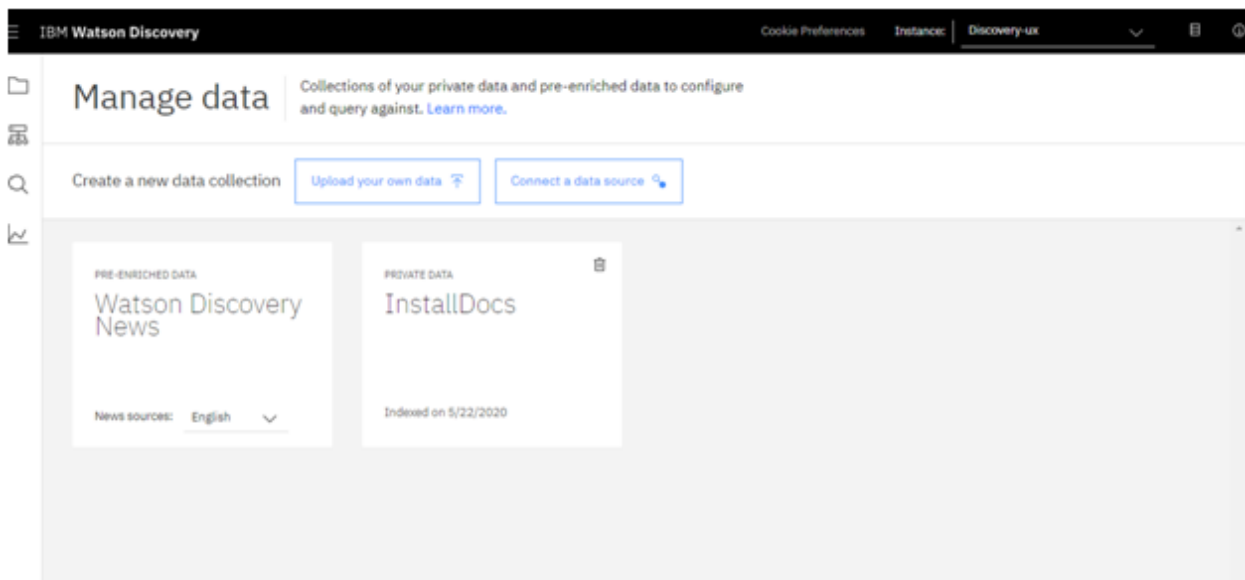 IBM Watson Discovery
Cookie Preferences
Instance:
Discovery-ux
Manage data
Collections of your private data and pre-enriched data to configure
and query against. Learn more.
Create a new data collection
Upload your own data
Connect a data source
PRE-ENRICHED DATA
Watson Discovery
News
News sources:
English
PRIVATE DATA
InstallDocs
Indexed on 5/22/2020